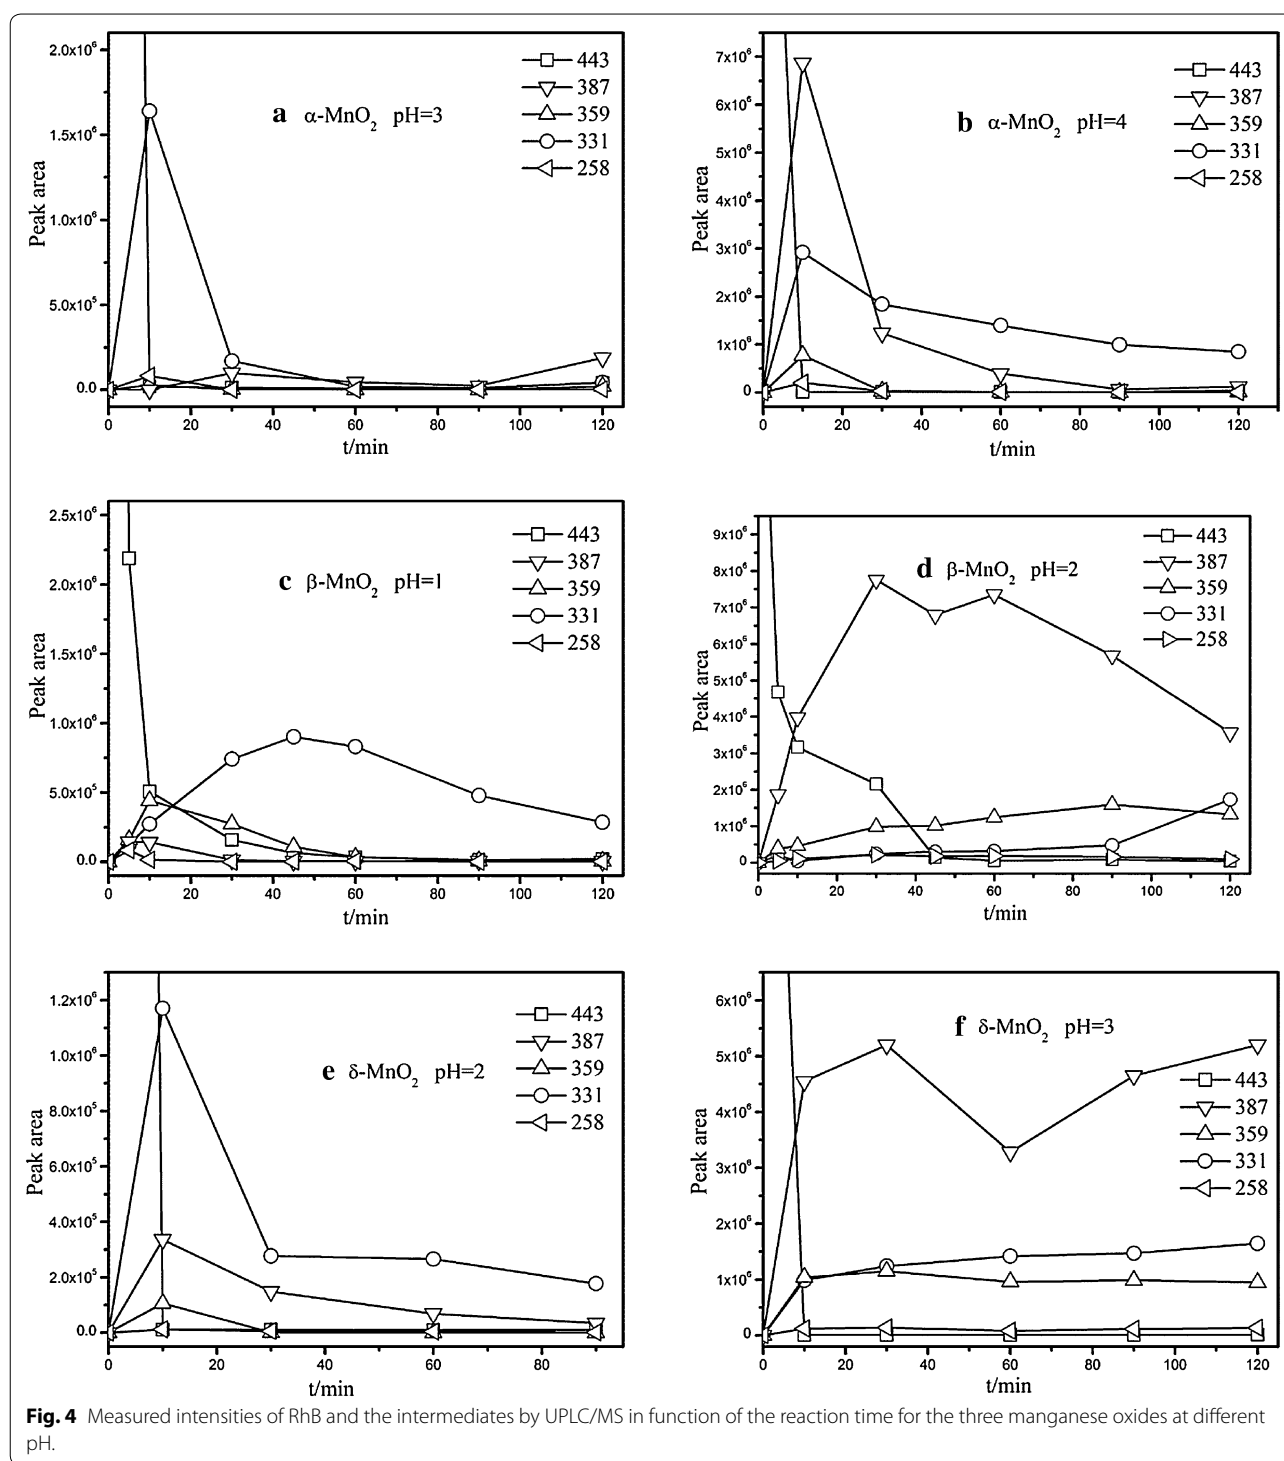 2.0x10⁶
1.5x10⁶
1.0x10⁶
5.0x10⁵
0.0
Peak area
a α-MnO₂ pH=3
443
387
359
331
258
0 20 40 60 80 100 120
t/min
7x10⁶
6x10⁶
5x10⁶
4x10⁶
3x10⁶
2x10⁶
1x10⁶
0
Peak area
b α-MnO₂ pH=4
443
387
359
331
258
0 20 40 60 80 100 120
t/min
2.5x10⁶
2.0x10⁶
1.5x10⁶
1.0x10⁶
5.0x10⁵
0.0
Peak area
c β-MnO₂ pH=1
443
387
359
331
258
0 20 40 60 80 100 120
t/min
9x10⁶
8x10⁶
7x10⁶
6x10⁶
5x10⁶
4x10⁶
3x10⁶
2x10⁶
1x10⁶
0
Peak area
d β-MnO₂ pH=2
443
387
359
331
258
0 20 40 60 80 100 120
t/min
1.2x10⁶
1.0x10⁶
8.0x10⁵
6.0x10⁵
4.0x10⁵
2.0x10⁵
0.0
Peak area
e δ-MnO₂ pH=2
443
387
359
331
258
0 20 40 60 80
t/min
6x10⁶
5x10⁶
4x10⁶
3x10⁶
2x10⁶
1x10⁶
0
Peak area
f δ-MnO₂ pH=3
443
387
359
331
258
0 20 40 60 80 100 120
t/min
Fig. 4 Measured intensities of RhB and the intermediates by UPLC/MS in function of the reaction time for the three manganese oxides at different
pH.